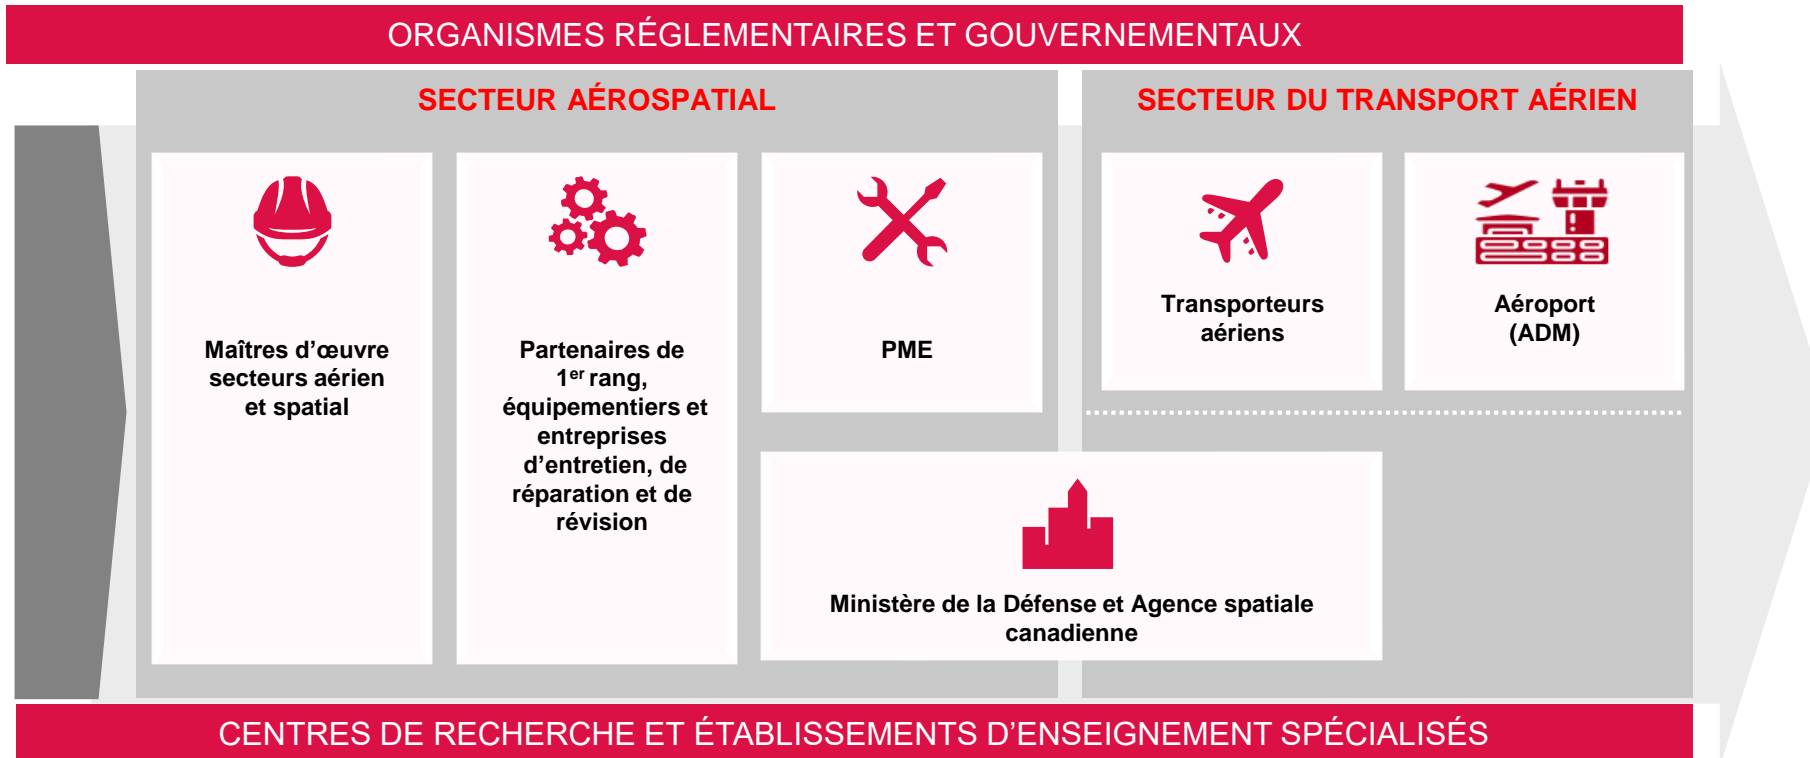 ORGANISMES RÉGLEMENTAIRES ET GOUVERNEMENTAUX
SECTEUR AÉROSPATIAL
Maîtres d’œuvre
secteurs aérien
et spatial
Partenaires de
1er rang,
équipementiers et
entreprises
d’entretien, de
réparation et de
révision
PME
SECTEUR DU TRANSPORT AÉRIEN
Transporteurs
aériens
Aéroport
(ADM)
Ministère de la Défense et Agence spatiale
canadienne
CENTRES DE RECHERCHE ET ÉTABLISSEMENTS D’ENSEIGNEMENT SPÉCIALISÉS